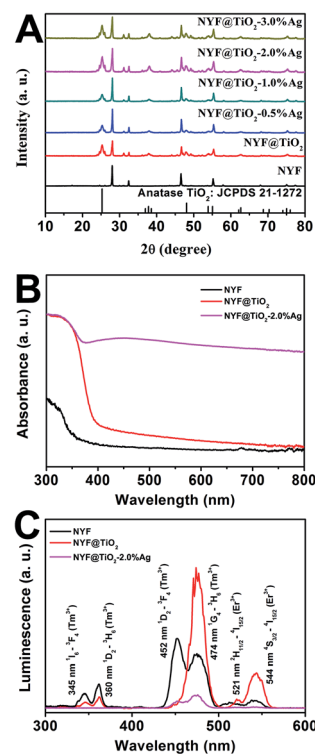 A
NYF@TiO₂-3.0%Ag
NYF@TiO₂-2.0%Ag
NYF@TiO₂-1.0%Ag
NYF@TiO₂-0.5%Ag
NYF@TiO₂
NYF
Anatase TiO₂: JCPDS 21-1272
Intensity (a. u.)
10 20 30 40 50 60 70 80
2θ (degree)
B
NYF
NYF@TiO₂
NYF@TiO₂-2.0%Ag
Absorbance (a. u.)
300 400 500 600 700 800
Wavelength (nm)
C
NYF
NYF@TiO₂
NYF@TiO₂-2.0%Ag
Luminescence (a. u.)
345 ¹I₆ - ³F₄ (Tm³⁺)
360 ¹D₂ - ³H₆ (Tm³⁺)
452 nm ¹D₂ - ³F₄ (Tm³⁺)
474 nm ¹G₄ - ³H₆ (Tm³⁺)
521 ²H₁₁/₂ - ⁴I₁₅/₂ (Er³⁺)
544 ⁴S₃/₂ - ⁴I₁₅/₂ (Er³⁺)
300 400 500 600
Wavelength (nm)